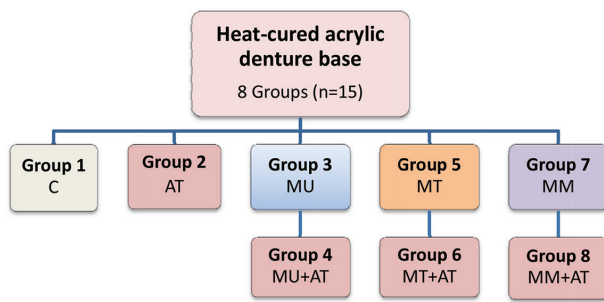 Heat-cured acrylic
denture base
8 Groups (n=15)
Group 1
C
Group 2
AT
Group 3
MU
Group 5
MT
Group 7
MM
Group 4
MU+AT
Group 6
MT+AT
Group 8
MM+AT